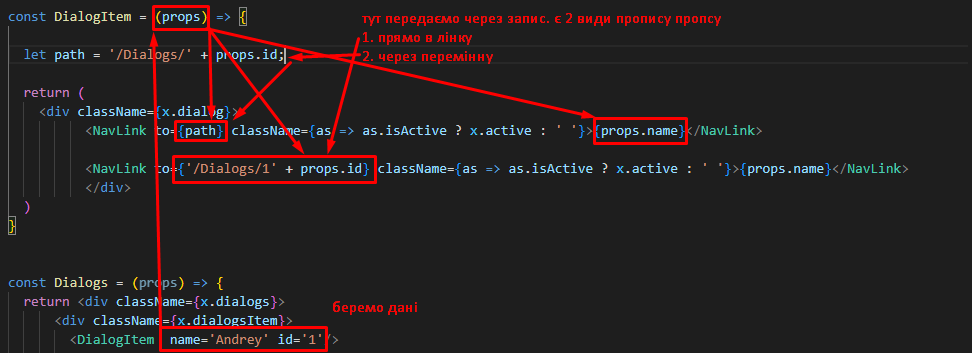 const DialogItem = (props) => {
тут передаємо через запис. є 2 види пропису пропсу
1. прямо в лінку
let path = '/Dialogs/' + props.id;
2. через перемінну
return (
<div className={x.dialog}>
<NavLink to={path} className={as => as.isActive ? x.active : ' '}>{props.name}</NavLink>
<NavLink to={'/Dialogs/1' + props.id} className={as => as.isActive ? x.active : ' '}>{props.name}</NavLink>
</div>
)
}
const Dialogs = (props) => {
return <div className={x.dialogs}>
беремо дані
<div className={x.dialogsItem}>
<DialogItem name='Andrey' id='1'/>